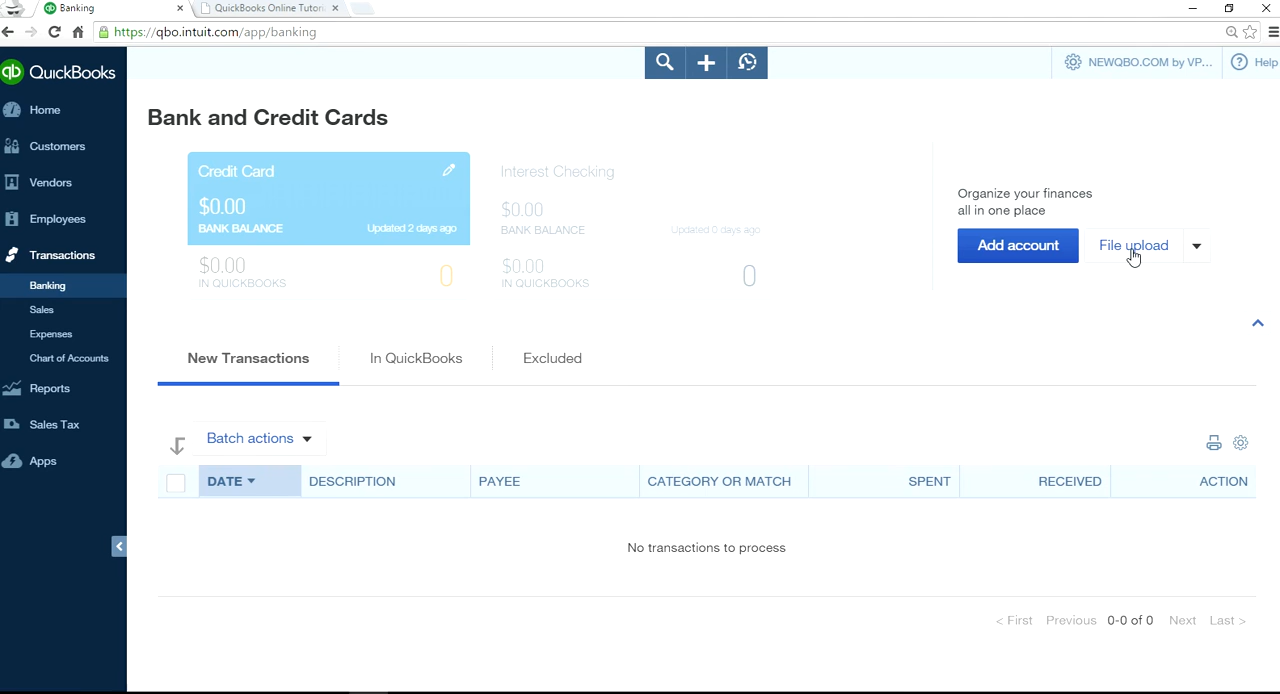 Banking
QuickBooks Online Tutori
https://qbo.intuit.com/app/banking
qb QuickBooks
NEWQBO.COM by VP...
Help
Home
Customers
Vendors
Employees
Transactions
Banking
Sales
Expenses
Chart of Accounts
Reports
Sales Tax
Apps
Bank and Credit Cards
Credit Card
$0.00
BANK BALANCE
Updated 2 days ago
$0.00
IN QUICKBOOKS
0
Interest Checking
$0.00
BANK BALANCE
Updated 0 days ago
$0.00
IN QUICKBOOKS
0
Organize your finances
all in one place
Add account
File upload
New Transactions
In QuickBooks
Excluded
Batch actions
DATE
DESCRIPTION
PAYEE
CATEGORY OR MATCH
SPENT
RECEIVED
ACTION
No transactions to process
< First Previous 0-0 of 0 Next Last >